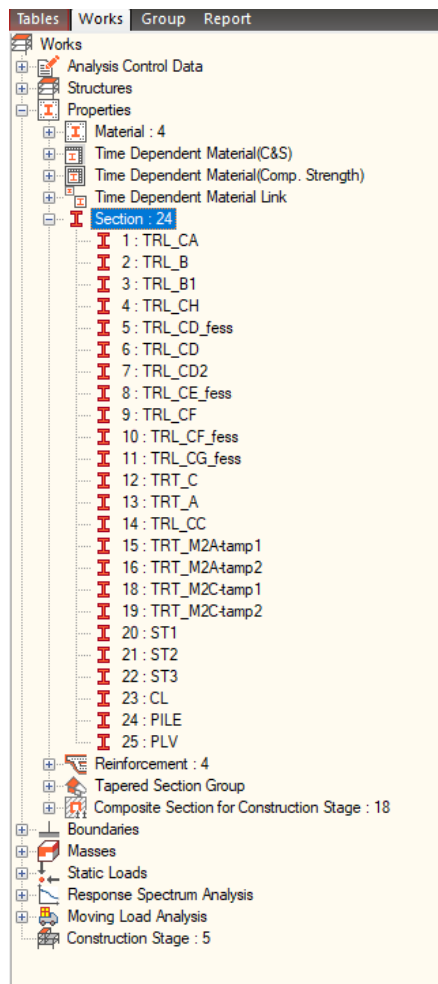 Tables Works Group Report
Works
Analysis Control Data
Structures
Properties
Material : 4
Time Dependent Material(C&S)
Time Dependent Material(Comp. Strength)
Time Dependent Material Link
Section : 24
1 : TRL_CA
2 : TRL_B
3 : TRL_B1
4 : TRL_CH
5 : TRL_CD_fess
6 : TRL_CD
7 : TRL_CD2
8 : TRL_CE_fess
9 : TRL_CF
10 : TRL_CF_fess
11 : TRL_CG_fess
12 : TRT_C
13 : TRT_A
14 : TRL_CC
15 : TRT_M2A-tamp1
16 : TRT_M2A-tamp2
18 : TRT_M2C-tamp1
19 : TRT_M2C-tamp2
20 : ST1
21 : ST2
22 : ST3
23 : CL
24 : PILE
25 : PLV
Reinforcement : 4
Tapered Section Group
Composite Section for Construction Stage : 18
Boundaries
Masses
Static Loads
Response Spectrum Analysis
Moving Load Analysis
Construction Stage : 5